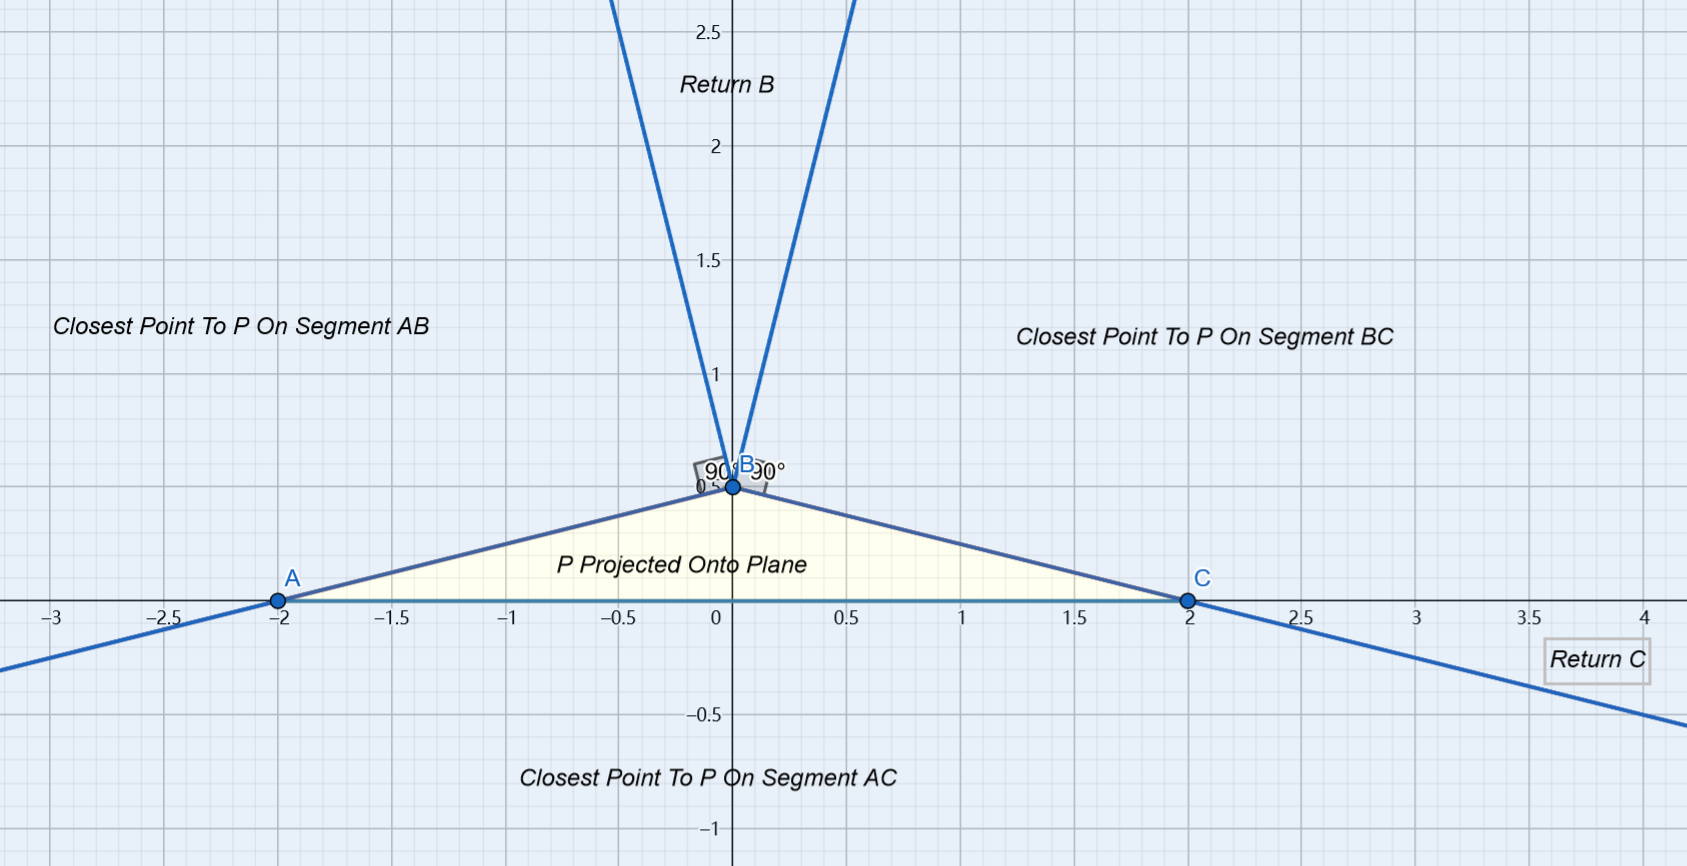 2.5
Return B
2
1.5
Closest Point To P On Segment AB
Closest Point To P On Segment BC
1
90°
B
90°
0.5
P Projected Onto Plane
A
C
−3
−2.5
−2
−1.5
−1
−0.5
0
0.5
1
1.5
2
2.5
3
3.5
4
Return C
−0.5
Closest Point To P On Segment AC
−1